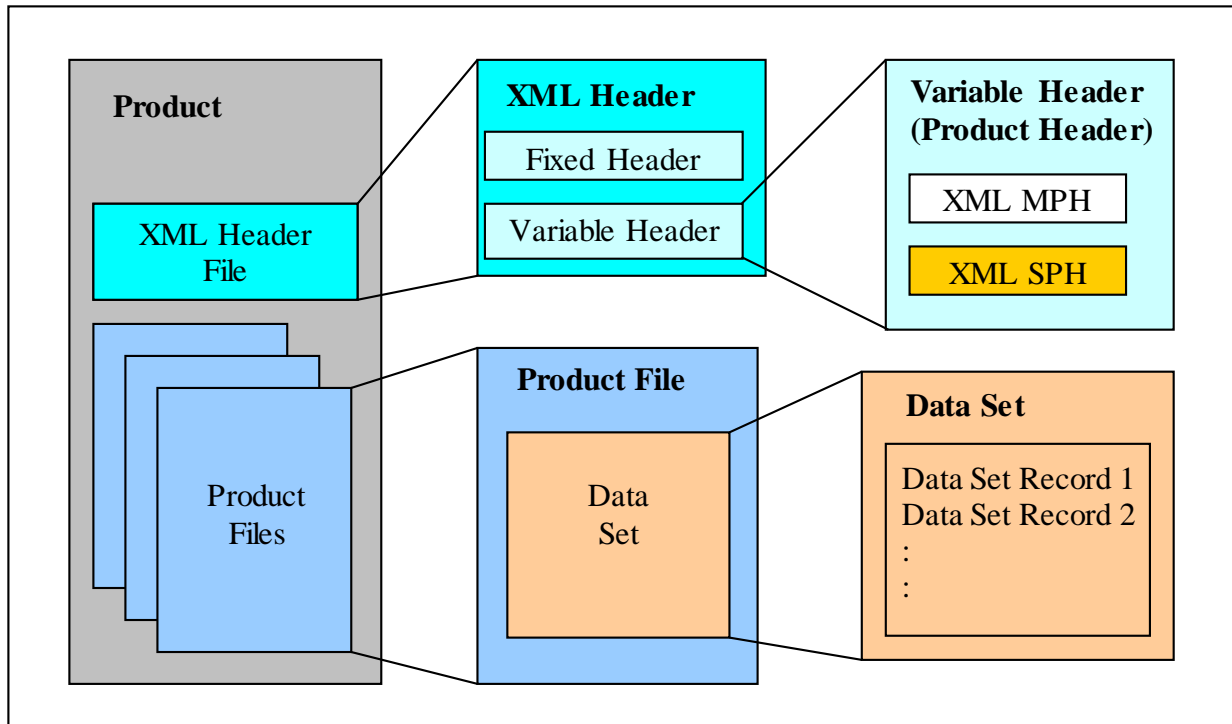 Product
XML Header
File
Product
Files
XML Header
Fixed Header
Variable Header
Variable Header
(Product Header)
XML MPH
XML SPH
Product File
Data
Set
Data Set
Data Set Record 1
Data Set Record 2
:
: